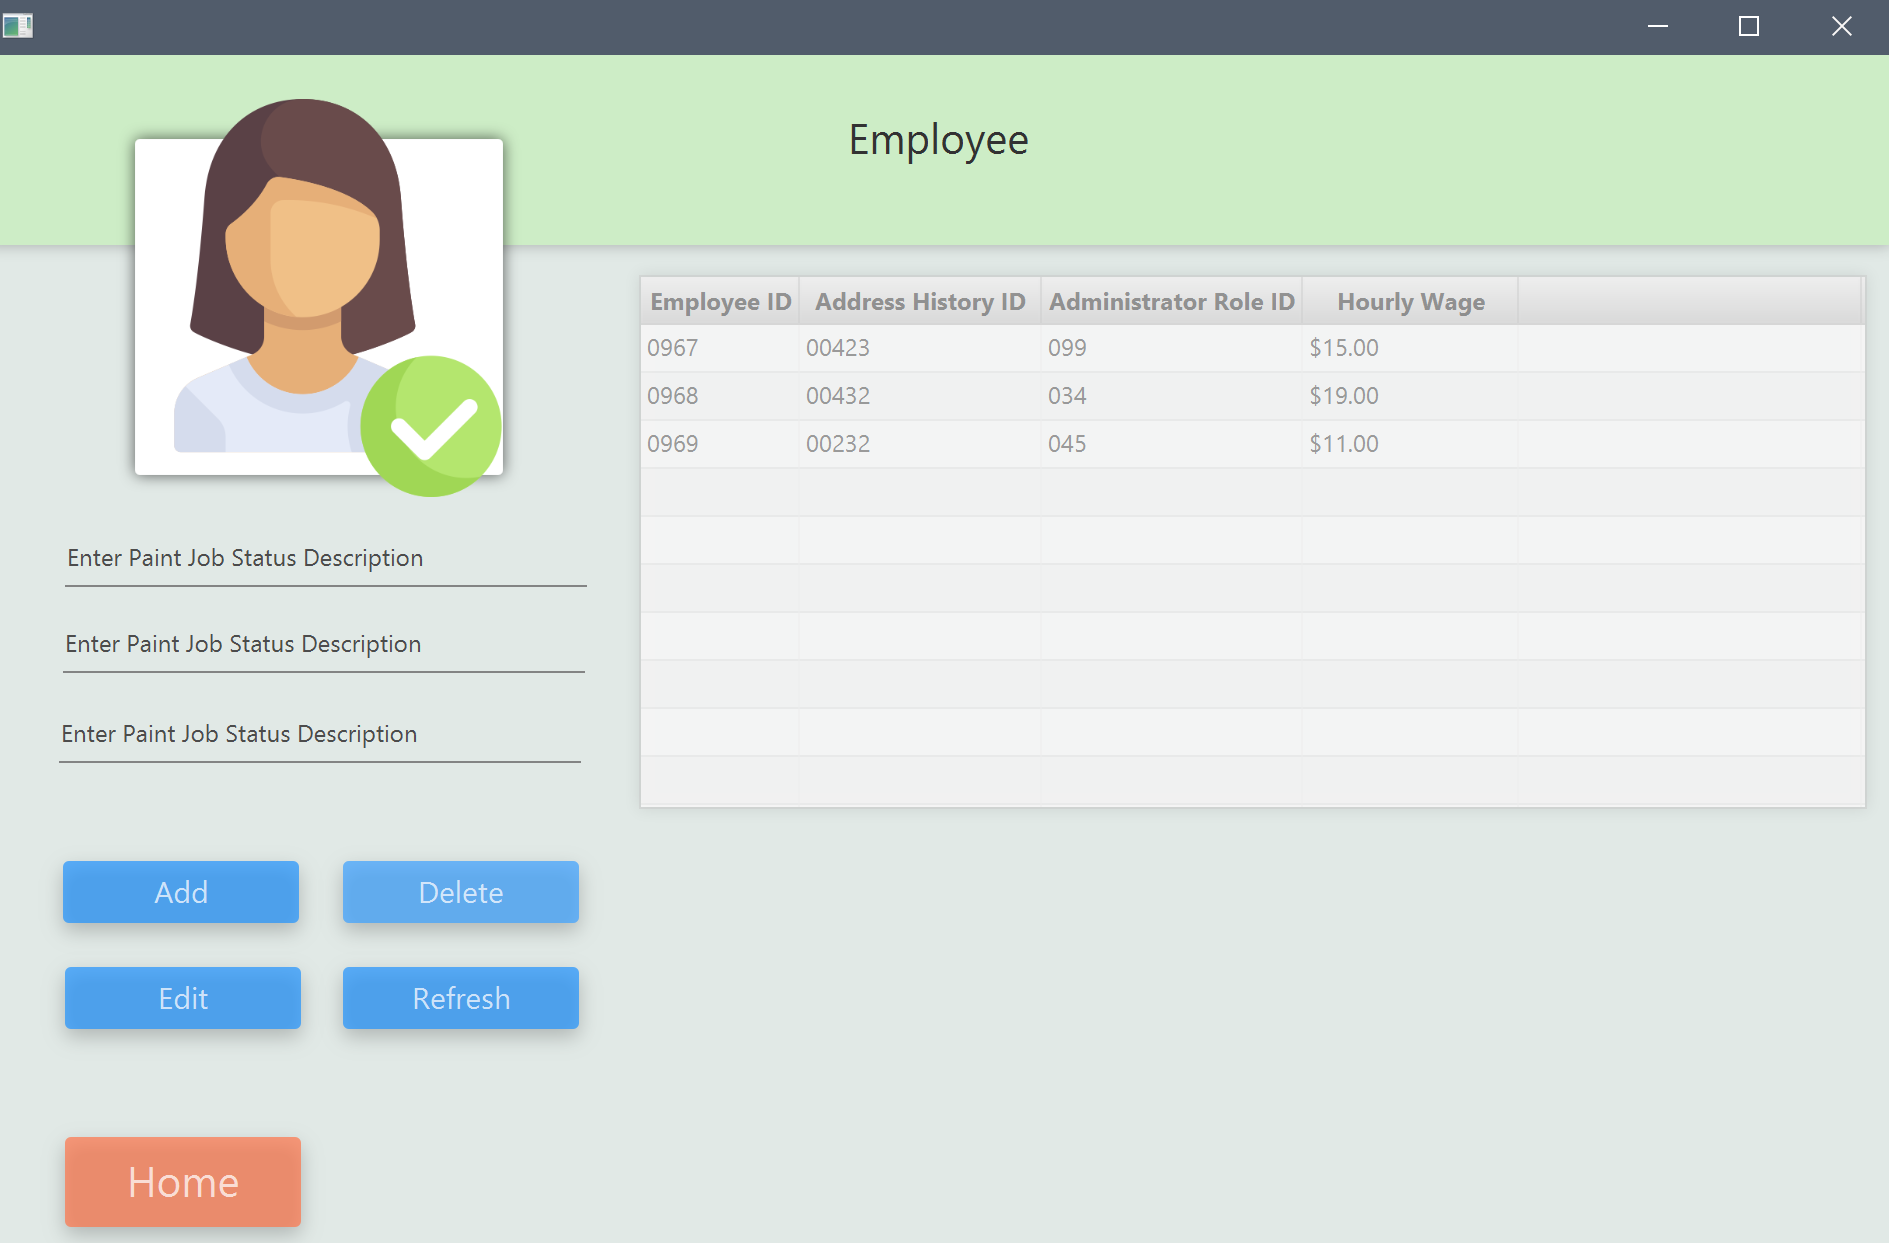 Employee
Employee ID Address History ID Administrator Role ID Hourly Wage
0967 00423 099 $15.00
0968 00432 034 $19.00
0969 00232 045 $11.00
Enter Paint Job Status Description
Enter Paint Job Status Description
Enter Paint Job Status Description
Add Delete
Edit Refresh
Home